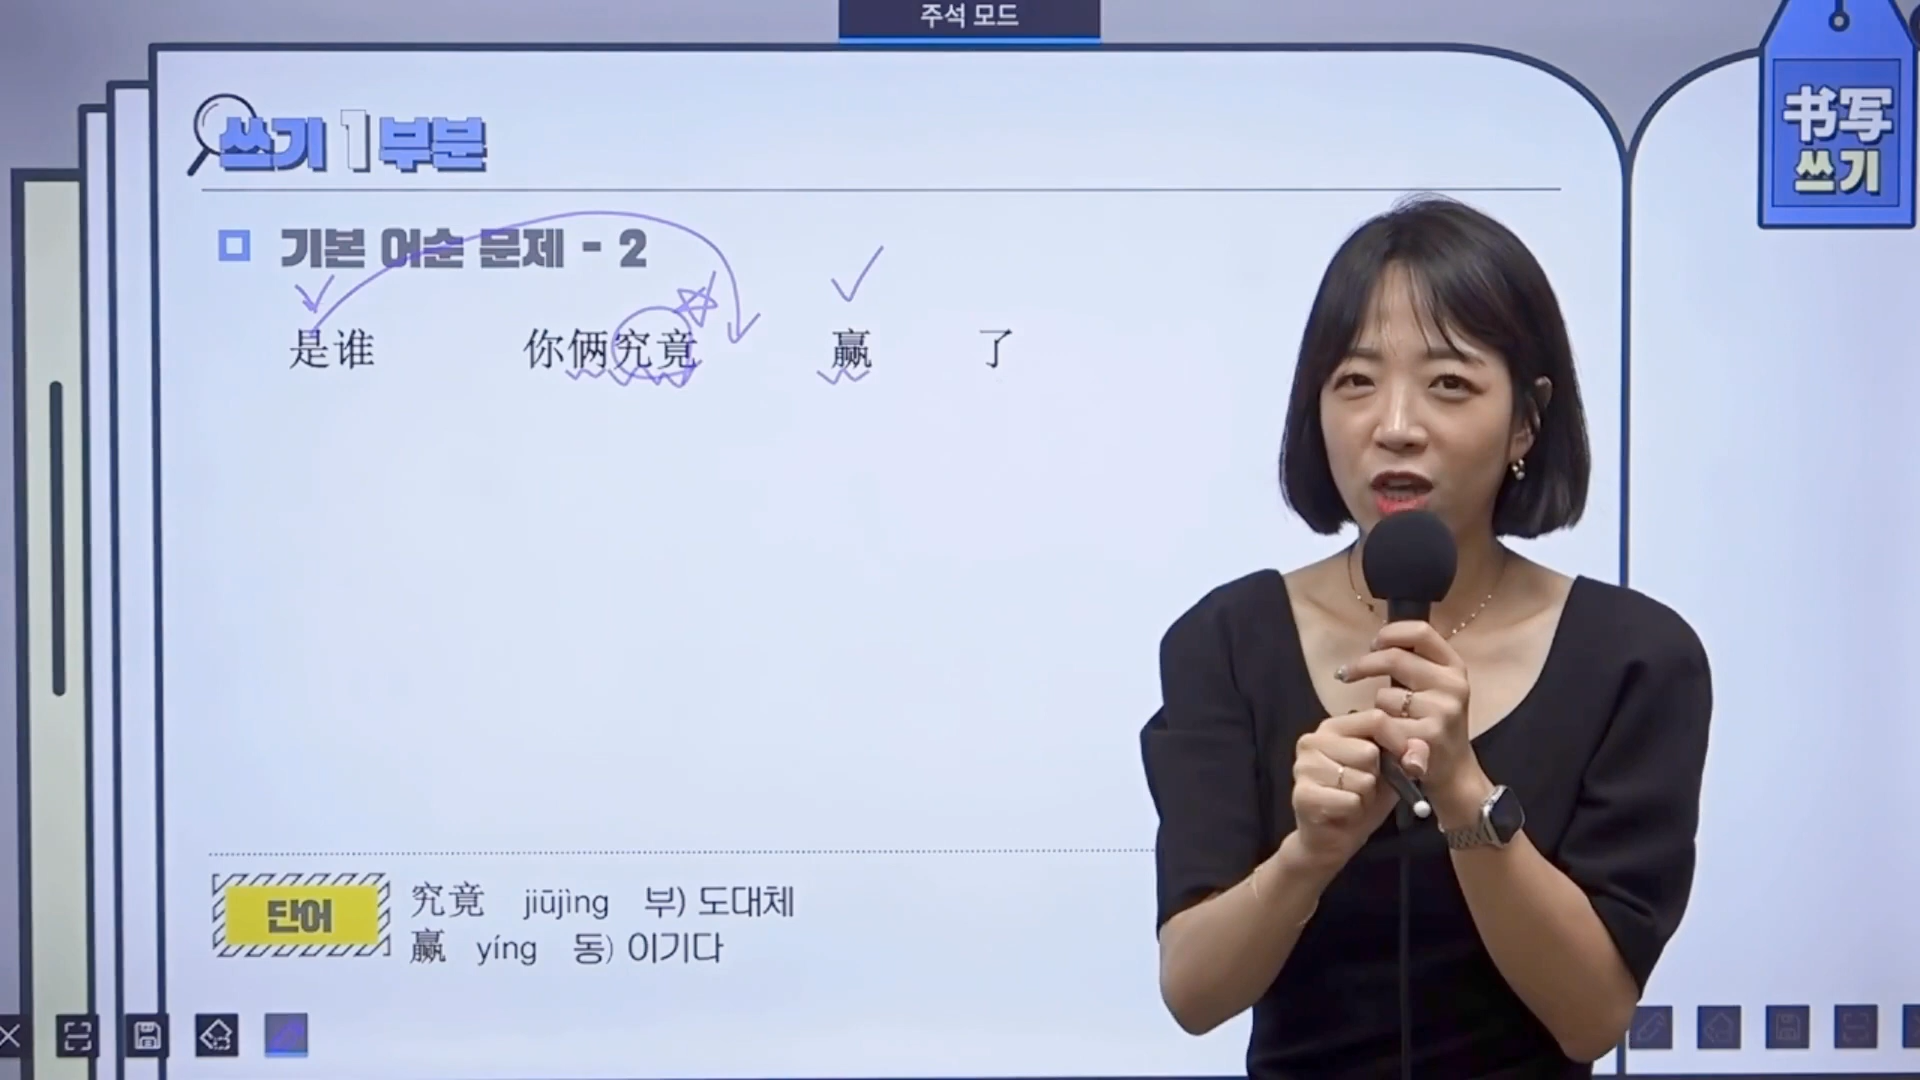 주석 모드
书写
쓰기
쓰기 1 부분
기본 어순 문제 - 2
是谁 你俩究竟 赢 了
단어
究竟 jiūjìng 부) 도대체
赢 yíng 동) 이기다